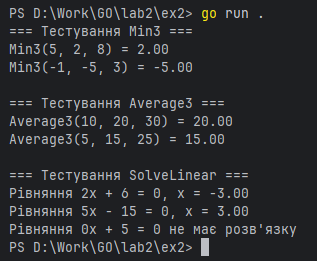 PS D:\Work\GO\lab2\ex2> go run .
=== Тестування Min3 ===
Min3(5, 2, 8) = 2.00
Min3(-1, -5, 3) = -5.00
=== Тестування Average3 ===
Average3(10, 20, 30) = 20.00
Average3(5, 15, 25) = 15.00
=== Тестування SolveLinear ===
Рівняння 2x + 6 = 0, x = -3.00
Рівняння 5x - 15 = 0, x = 3.00
Рівняння 0x + 5 = 0 не має розв'язку
PS D:\Work\GO\lab2\ex2>